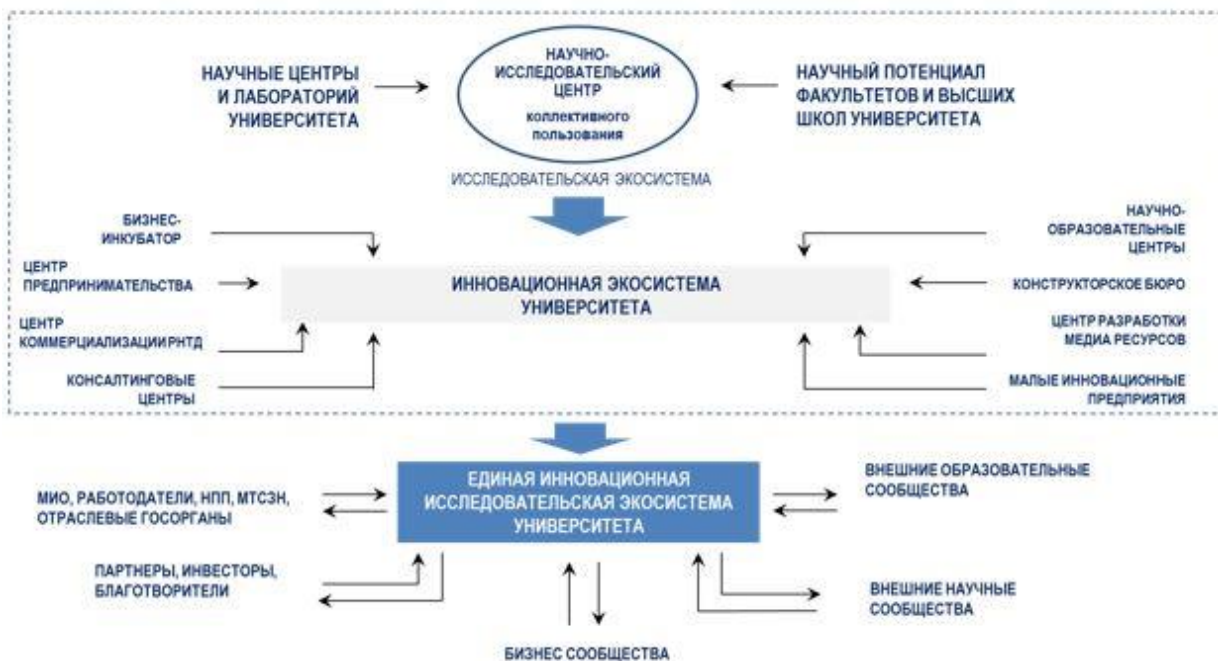 НАУЧНЫЕ ЦЕНТРЫ
И ЛАБОРАТОРИЙ
УНИВЕРСИТЕТА
НАУЧНО-
ИССЛЕДОВАТЕЛЬСКИЙ
ЦЕНТР
коллективного
пользования
НАУЧНЫЙ ПОТЕНЦИАЛ
ФАКУЛЬТЕТОВ И ВЫСШИХ
ШКОЛ УНИВЕРСИТЕТА
ИССЛЕДОВАТЕЛЬСКАЯ ЭКОСИСТЕМА
БИЗНЕС-
ИНКУБАТОР
ЦЕНТР
ПРЕДПРИНИМАТЕЛЬСТВА
ЦЕНТР
КОММЕРЦИАЛИЗАЦИИ РНТД
КОНСАЛТИНГОВЫЕ
ЦЕНТРЫ
ИННОВАЦИОННАЯ ЭКОСИСТЕМА
УНИВЕРСИТЕТА
НАУЧНО-
ОБРАЗОВАТЕЛЬНЫЕ
ЦЕНТРЫ
КОНСТРУКТОРСКОЕ БЮРО
ЦЕНТР РАЗРАБОТКИ
МЕДИА РЕСУРСОВ
МАЛЫЕ ИННОВАЦИОННЫЕ
ПРЕДПРИЯТИЯ
МИО, РАБОТОДАТЕЛИ, НПП, МТСЗН,
ОТРАСЛЕВЫЕ ГОСОРГАНЫ
ЕДИНАЯ ИННОВАЦИОННАЯ
ИССЛЕДОВАТЕЛЬСКАЯ ЭКОСИСТЕМА
УНИВЕРСИТЕТА
ВНЕШНИЕ ОБРАЗОВАТЕЛЬНЫЕ
СООБЩЕСТВА
ПАРТНЕРЫ, ИНВЕСТОРЫ,
БЛАГОТВОРИТЕЛИ
ВНЕШНИЕ НАУЧНЫЕ
СООБЩЕСТВА
БИЗНЕС СООБЩЕСТВА